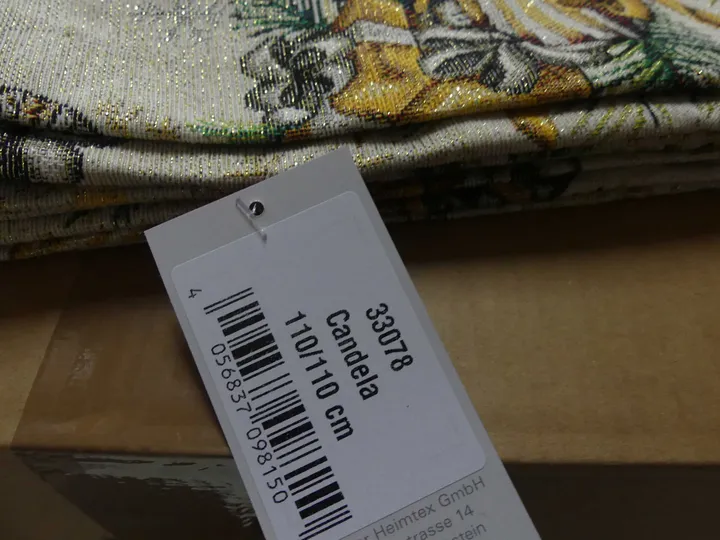 33078
Candela
110/110 cm
4 056837 098150
Heimtex GmbH
strasse 14